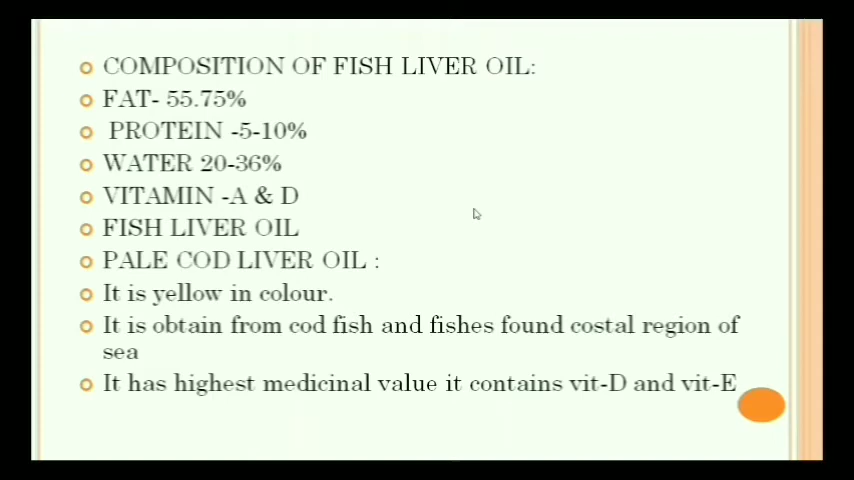 COMPOSITION OF FISH LIVER OIL:
FAT- 55.75%
PROTEIN -5-10%
WATER 20-36%
VITAMIN -A & D
FISH LIVER OIL
PALE COD LIVER OIL :
It is yellow in colour.
It is obtain from cod fish and fishes found costal region of
sea
It has highest medicinal value it contains vit-D and vit-E